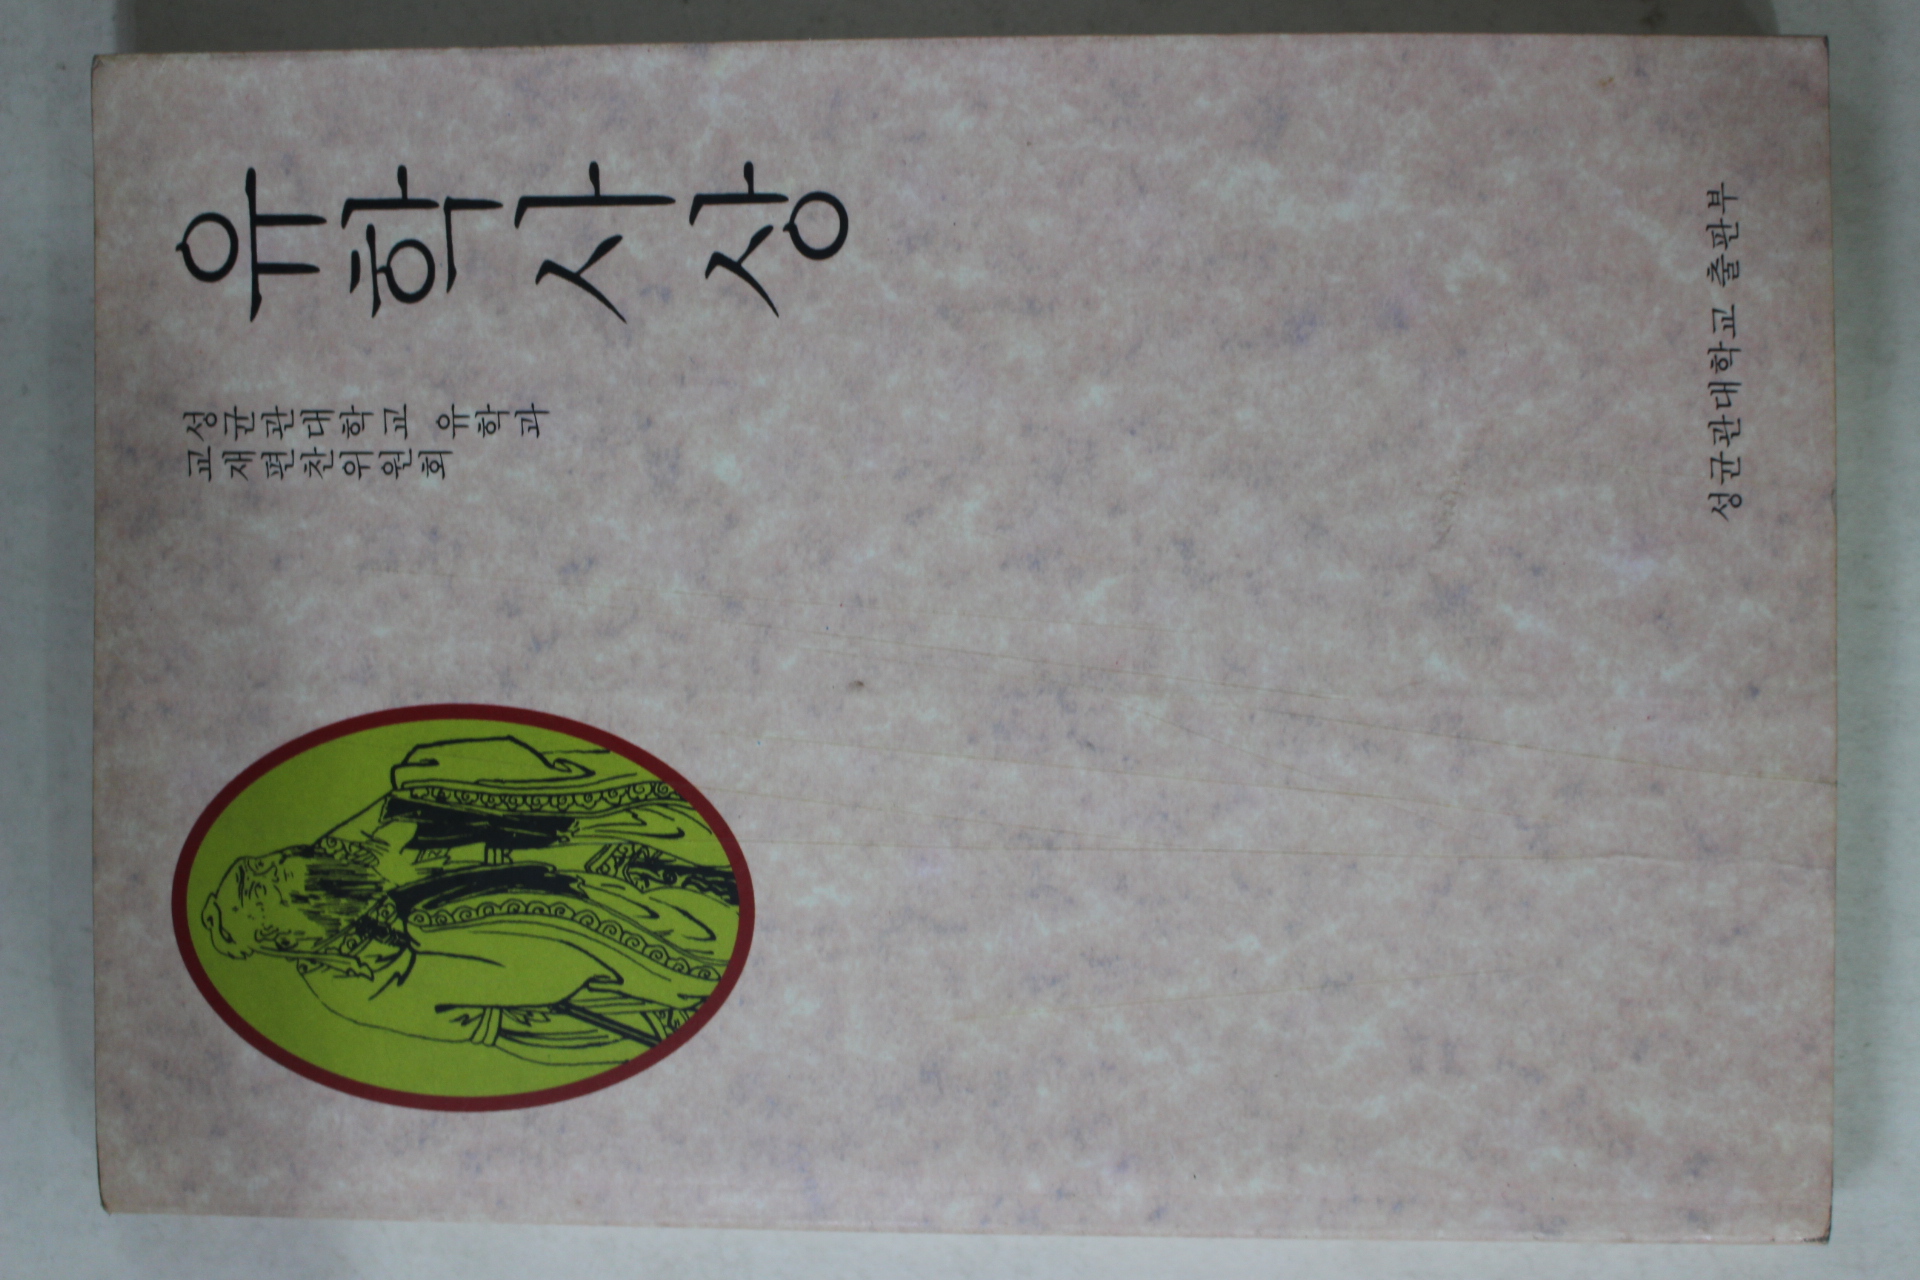 유학사상
성균관대학교 유학과
교재편찬위원회
성균관대학교 출판부